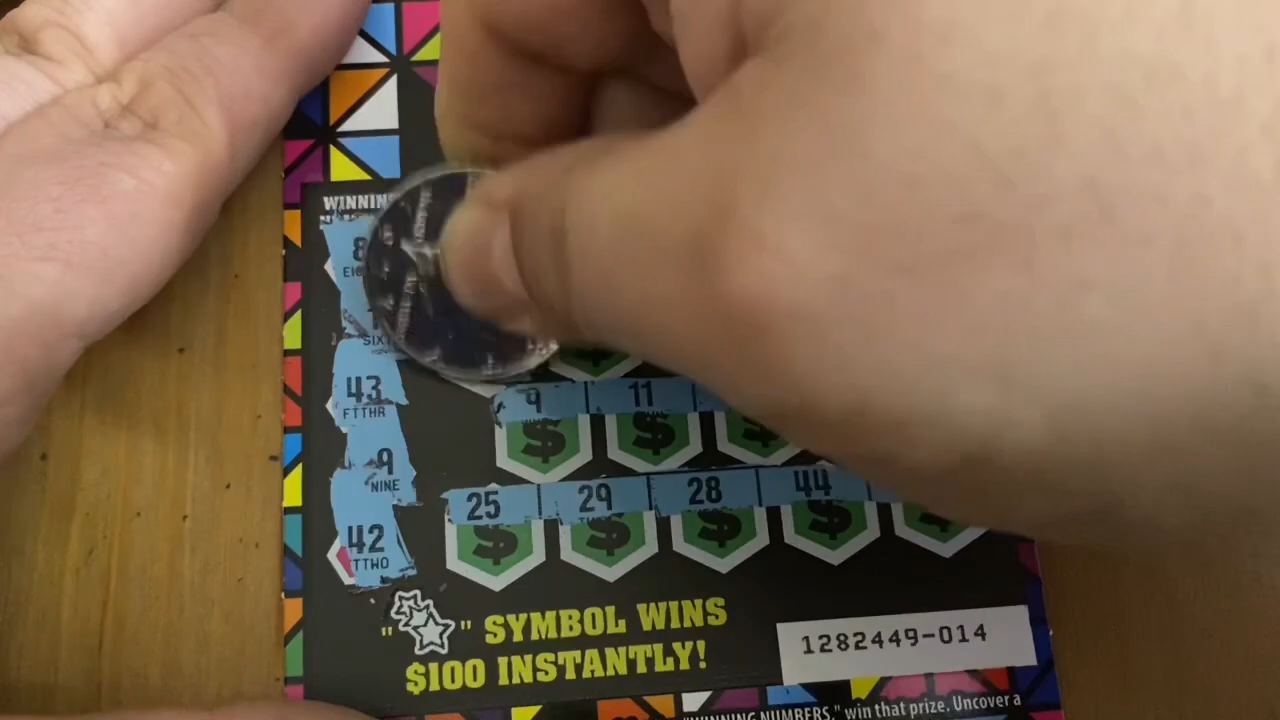 8
43
FTTHR
9
NINE
42
TTWO
9 11
$ $ $
25 29 28 44
$ $ $ $
" " SYMBOL WINS
$100 INSTANTLY!
1282449-014
"WINNING NUMBERS," win that prize. Uncover a